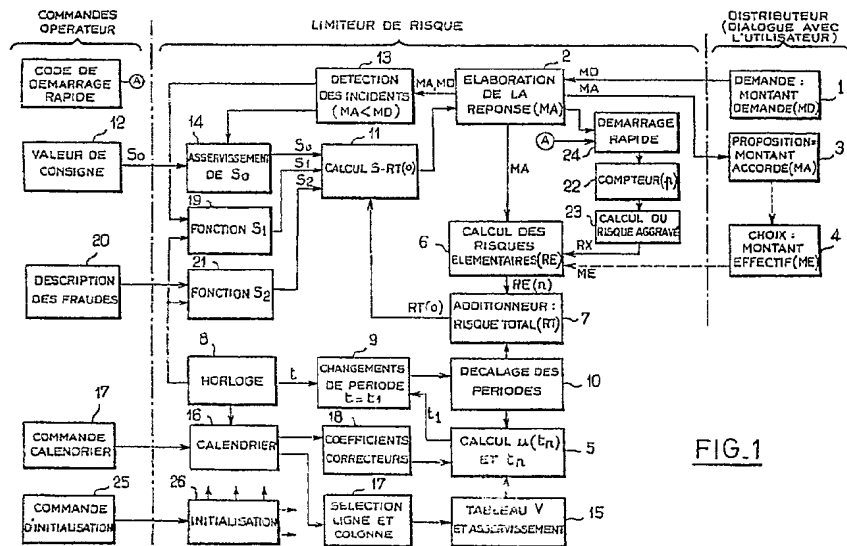 COMMANDES
OPERATEUR
LIMITEUR DE RISQUE
DISTRIBUTEUR
(DIALOGUE AVEC
L'UTILISATEUR)
CODE DE
DEMARRAGE
RAPIDE
A
13
DETECTION
DES INCIDENTS
(MA<MD)
MA,MD
2
ELABORATION
DE LA
REPONSE (MA)
MD
MA
DEMANDE :
MONTANT
DEMANDE(MD)
1
12
VALEUR DE
CONSIGNE
So
14
ASSERVISSEMENT
DE So
So
S1
S2
11
CALCUL S-RT(o)
A
DEMARRAGE
RAPIDE
24
PROPOSITION=
MONTANT
ACCORDÉ(MA)
3
MA
22
COMPTEUR(p)
19
FONCTION S1
23
CALCUL DU
RISQUE AGGRAVÉ
20
DESCRIPTION
DES FRAUDES
21
FONCTION S2
6
CALCUL DES
RISQUES
ELEMENTAIRES(RE)
RX
ME
CHOIX :
MONTANT
EFFECTIF(ME)
4
RE(n)
RT(o)
ADDITIONNEUR :
RISQUE TOTAL(RT)
7
8
HORLOGE
t
9
CHANGEMENTS
DE PERIODE
t=t1
DECALAGE DES
PERIODES
10
17
COMMANDE
CALENDRIER
16
CALENDRIER
18
COEFFICIENTS
CORRECTEURS
t1
CALCUL µ(tn)
ET tn
5
FIG_1
25
COMMANDE
D'INITIALISATION
26
INITIALISATION
17
SELECTION
LIGNE ET
COLONNE
TABLEAU V
ET ASSERVISSEMENT
15